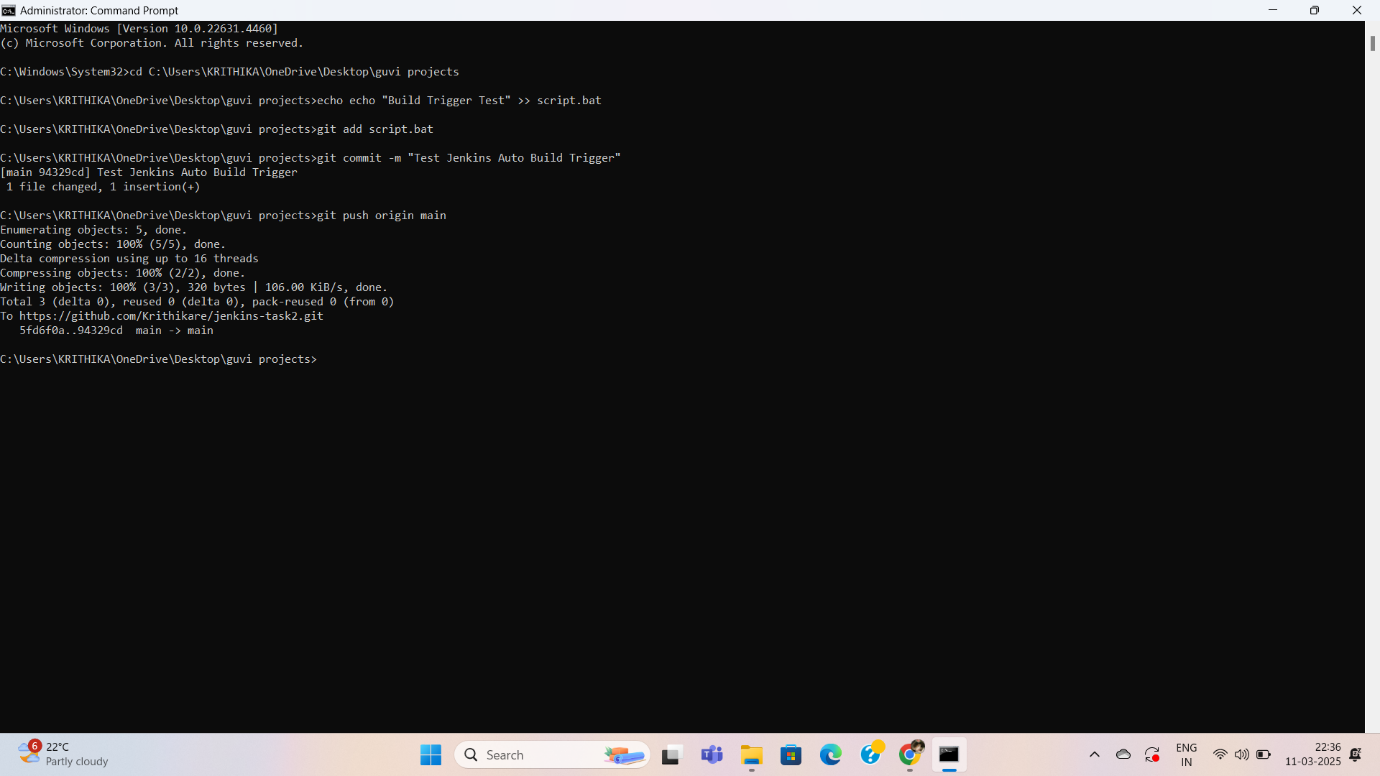 Administrator: Command Prompt
Microsoft Windows [Version 10.0.22631.4460]
(c) Microsoft Corporation. All rights reserved.
C:\Windows\System32>cd C:\Users\KRITHIKA\OneDrive\Desktop\guvi projects
C:\Users\KRITHIKA\OneDrive\Desktop\guvi projects>echo echo "Build Trigger Test" >> script.bat
C:\Users\KRITHIKA\OneDrive\Desktop\guvi projects>git add script.bat
C:\Users\KRITHIKA\OneDrive\Desktop\guvi projects>git commit -m "Test Jenkins Auto Build Trigger"
[main 94329cd] Test Jenkins Auto Build Trigger
 1 file changed, 1 insertion(+)
C:\Users\KRITHIKA\OneDrive\Desktop\guvi projects>git push origin main
Enumerating objects: 5, done.
Counting objects: 100% (5/5), done.
Delta compression using up to 16 threads
Compressing objects: 100% (2/2), done.
Writing objects: 100% (3/3), 320 bytes | 106.00 KiB/s, done.
Total 3 (delta 0), reused 0 (delta 0), pack-reused 0 (from 0)
To https://github.com/Krithikare/jenkins-task2.git
   5fd6f0a..94329cd  main -> main
C:\Users\KRITHIKA\OneDrive\Desktop\guvi projects>
6
22°C
Partly cloudy
Search
ENG
IN
22:36
11-03-2025